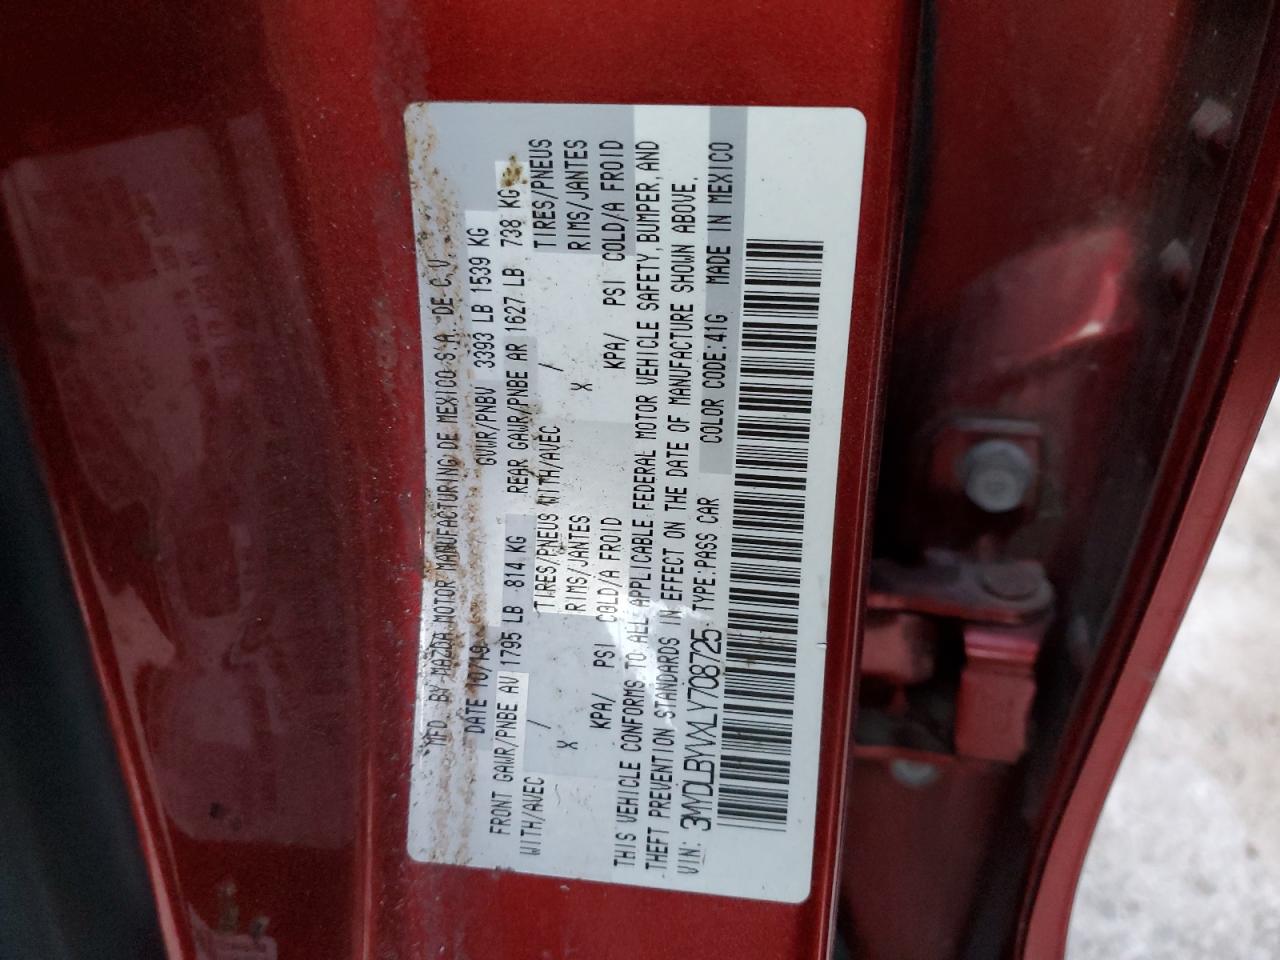 MFD. BY MAZDA MOTOR MANUFACTURING DE MEXICO S.A. DE C.V.
DATE 10/19 GVWR/PNBV 3393 LB 1539 KG
FRONT GAWR/PNBE AV 1795 LB 814 KG REAR GAWR/PNBE AR 1627 LB 738 KG
WITH/AVEC / TIRES/PNEUS WITH/AVEC / TIRES/PNEUS
X RIMS/JANTES X RIMS/JANTES
KPA/ PSI COLD/A FROID KPA/ PSI COLD/A FROID
THIS VEHICLE CONFORMS TO ALL APPLICABLE FEDERAL MOTOR VEHICLE SAFETY, BUMPER, AND
THEFT PREVENTION STANDARDS IN EFFECT ON THE DATE OF MANUFACTURE SHOWN ABOVE.
VIN: 3MYDLBYVXLY708725 TYPE:PASS CAR COLOR CODE:41G MADE IN MEXICO